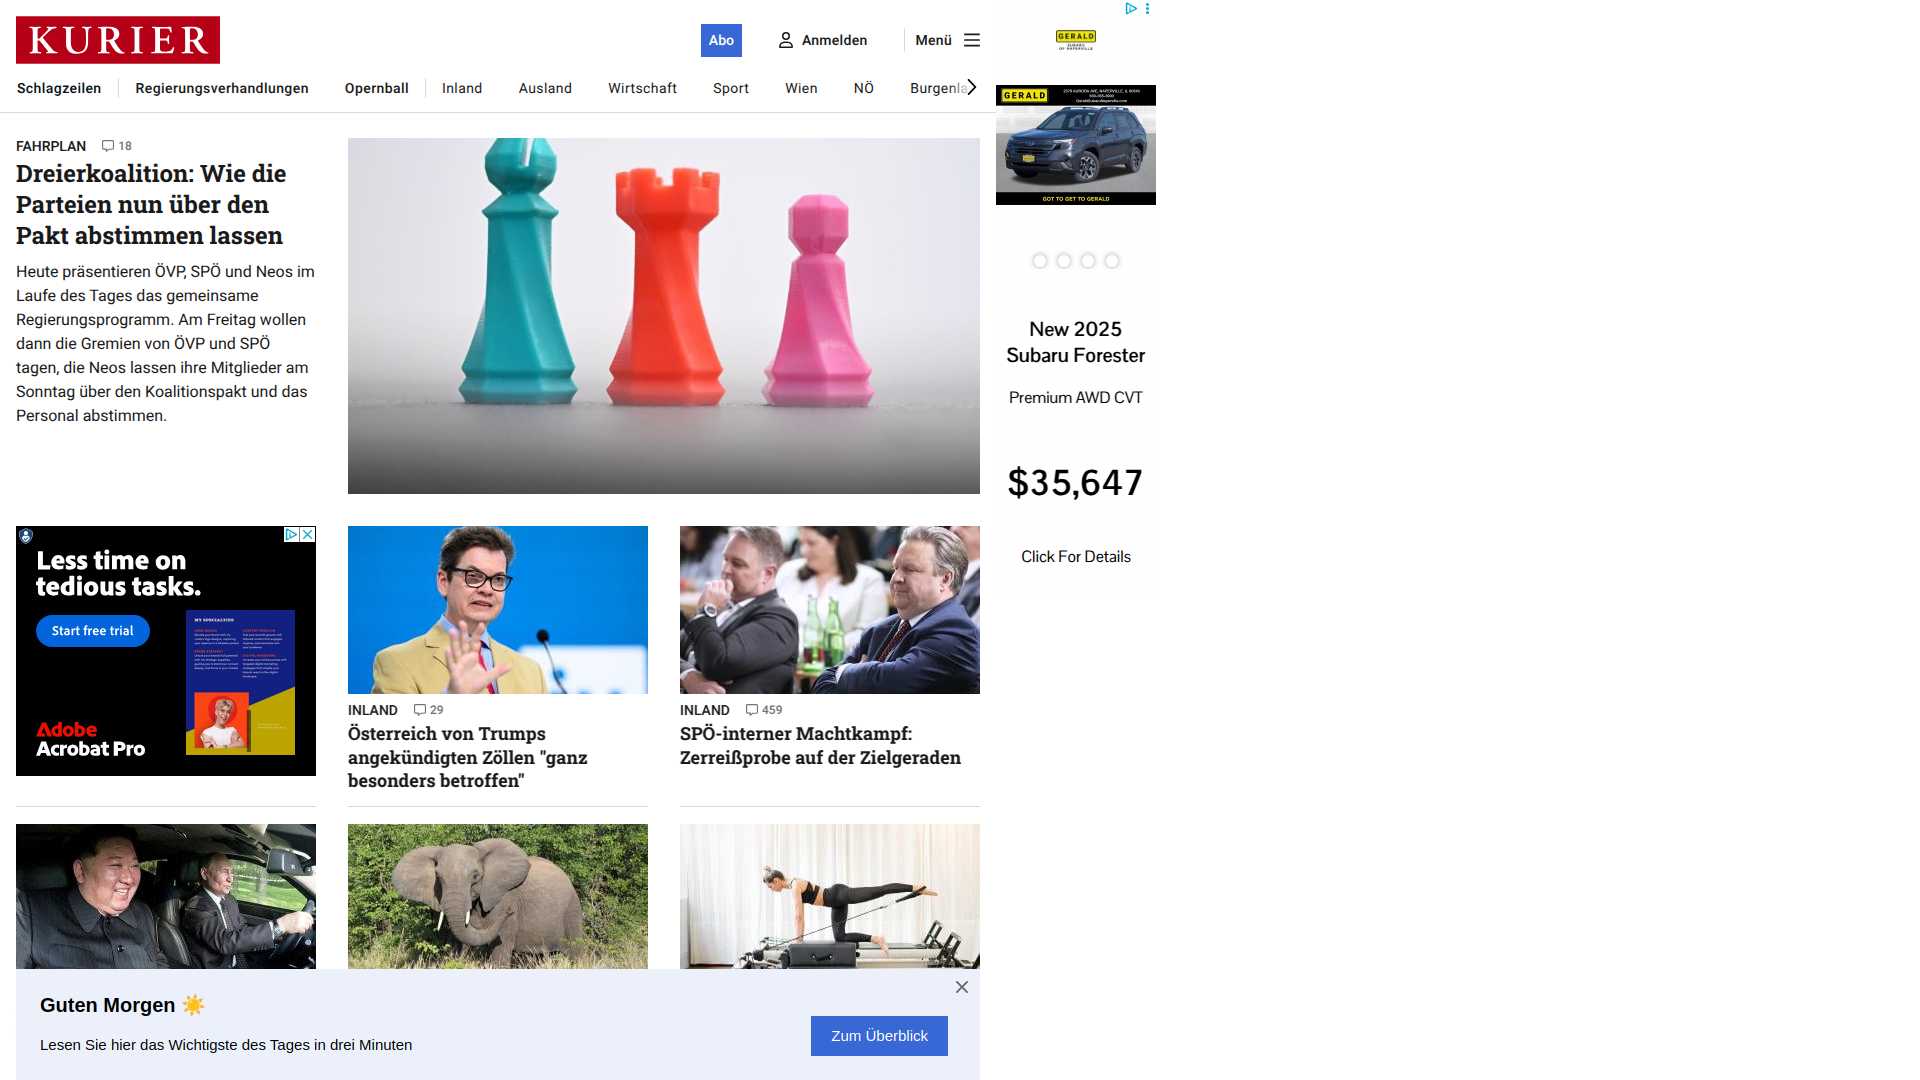 KURIER
Abo
Anmelden
Menü
Schlagzeilen
Regierungsverhandlungen
Opernball
Inland
Ausland
Wirtschaft
Sport
Wien
NÖ
FAHRPLAN 18
Dreierkoalition: Wie die
Parteien nun über den
Pakt abstimmen lassen
Heute präsentieren ÖVP, SPÖ und Neos im
Laufe des Tages das gemeinsame
Regierungsprogramm. Am Freitag wollen
dann die Gremien von ÖVP und SPÖ
tagen, die Neos lassen ihre Mitglieder am
Sonntag über den Koalitionspakt und das
Personal abstimmen.
Less time on
tedious tasks.
Start free trial
MY SPECIALTIES
Adobe
Acrobat Pro
INLAND 29
Österreich von Trumps
angekündigten Zöllen "ganz
besonders betroffen"
INLAND 459
SPÖ-interner Machtkampf:
Zerreißprobe auf der Zielgeraden
Guten Morgen
Lesen Sie hier das Wichtigste des Tages in drei Minuten
Zum Überblick
GERALD
SUBARU
OF NAPERVILLE
GERALD
GOT TO GET TO GERALD
New 2025
Subaru Forester
Premium AWD CVT
$35,647
Click For Details